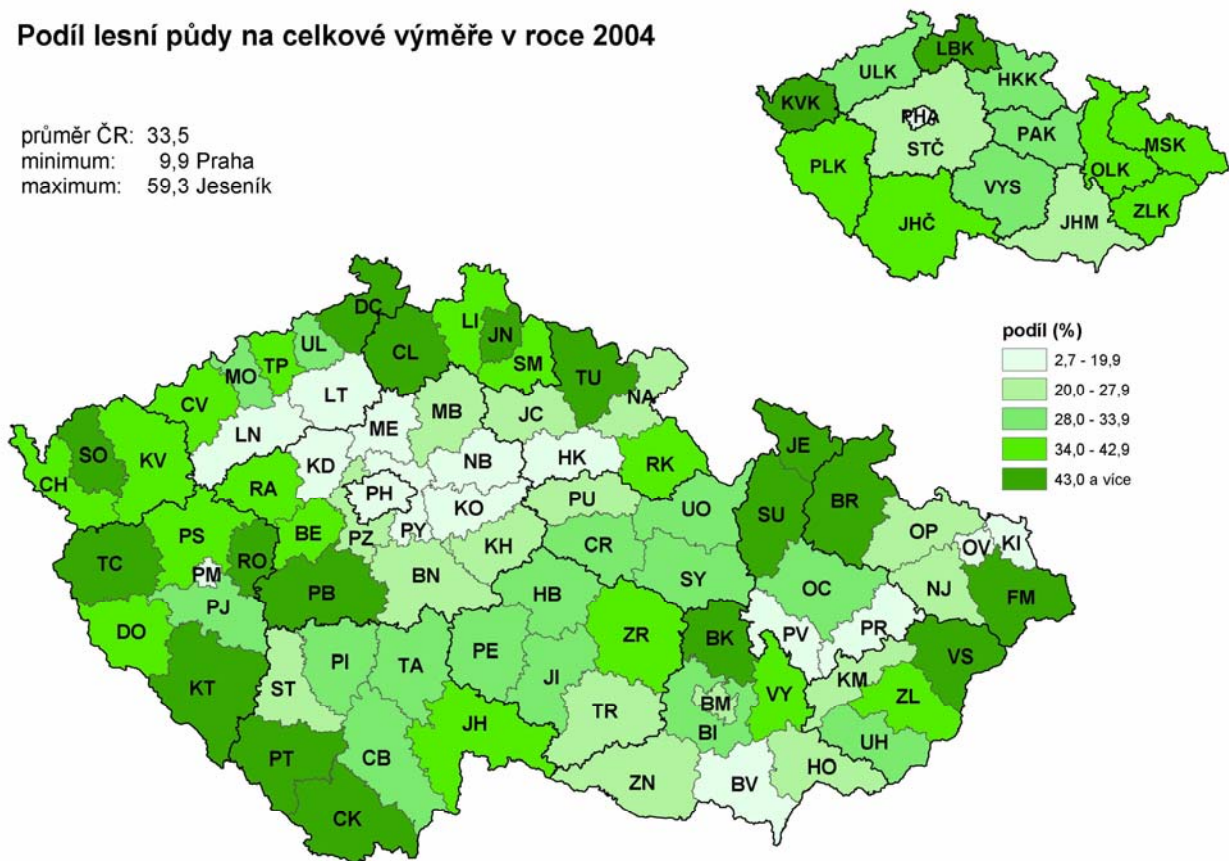 Podíl lesní půdy na celkové výměře v roce 2004
průměr ČR: 33,5
minimum: 9,9 Praha
maximum: 59,3 Jeseník
LBK
ULK
HKK
KVK
PHA
STČ
PAK
MSK
PLK
OLK
VYS
ZLK
JHČ
JHM
podíl (%)
2,7 - 19,9
20,0 - 27,9
28,0 - 33,9
34,0 - 42,9
43,0 a více
DC
LI
JN
UL
CL
TP
SM
MO
TU
LT
NA
CV
MB
JC
ME
LN
JE
SO
KV
KD
NB
HK
RK
BR
CH
RA
PH
PU
KO
UO
SU
PS
BE
PZ
PY
OP
KI
OV
TC
RO
KH
CR
PM
BN
SY
OC
NJ
PB
HB
FM
PJ
DO
ZR
BK
PV
PR
PI
TA
PE
VS
KT
ST
JI
KM
BM
VY
ZL
TR
JH
BI
UH
PT
CB
HO
ZN
BV
CK